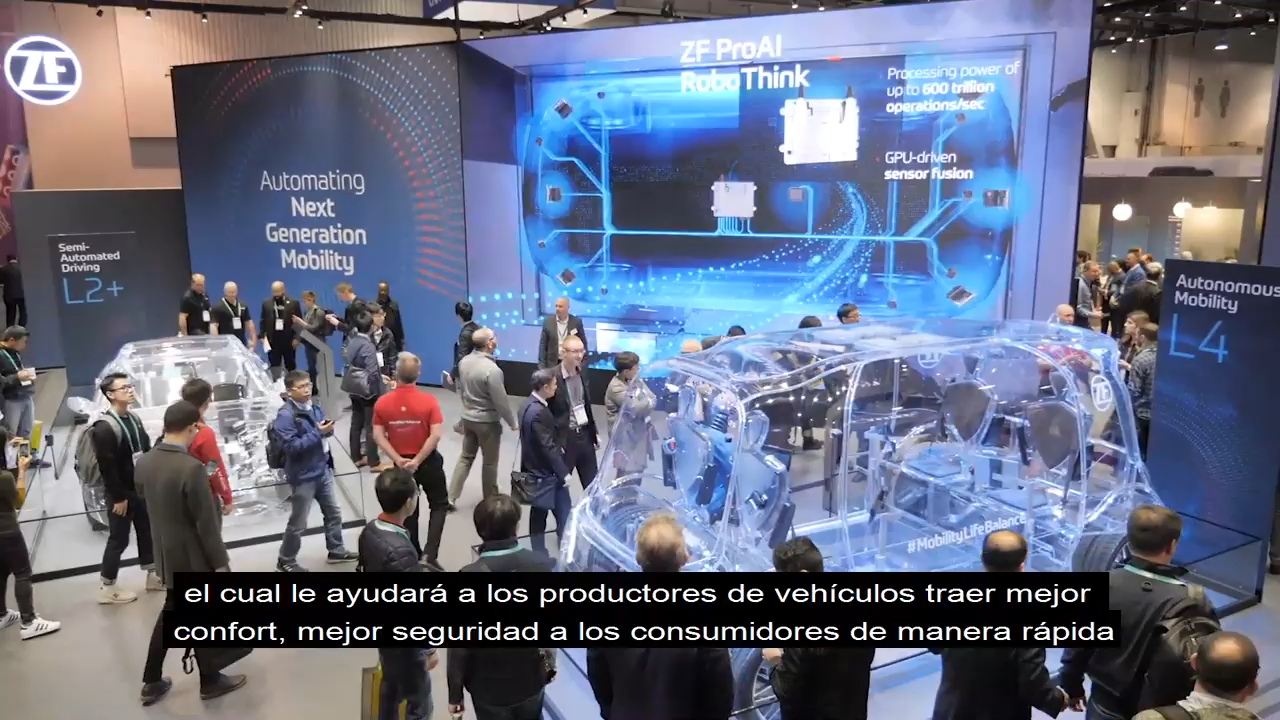 ZF
ZF ProAI
RoboThink
Processing power of
up to 600 trillion
operations/sec
GPU-driven
sensor fusion
Automating
Next
Generation
Mobility
Semi-
Automated
Driving
L2+
Autonomous
Mobility
L4
ZF
ZF
#MobilityLifeBalance
el cual le ayudará a los productores de vehículos traer mejor
confort, mejor seguridad a los consumidores de manera rápida